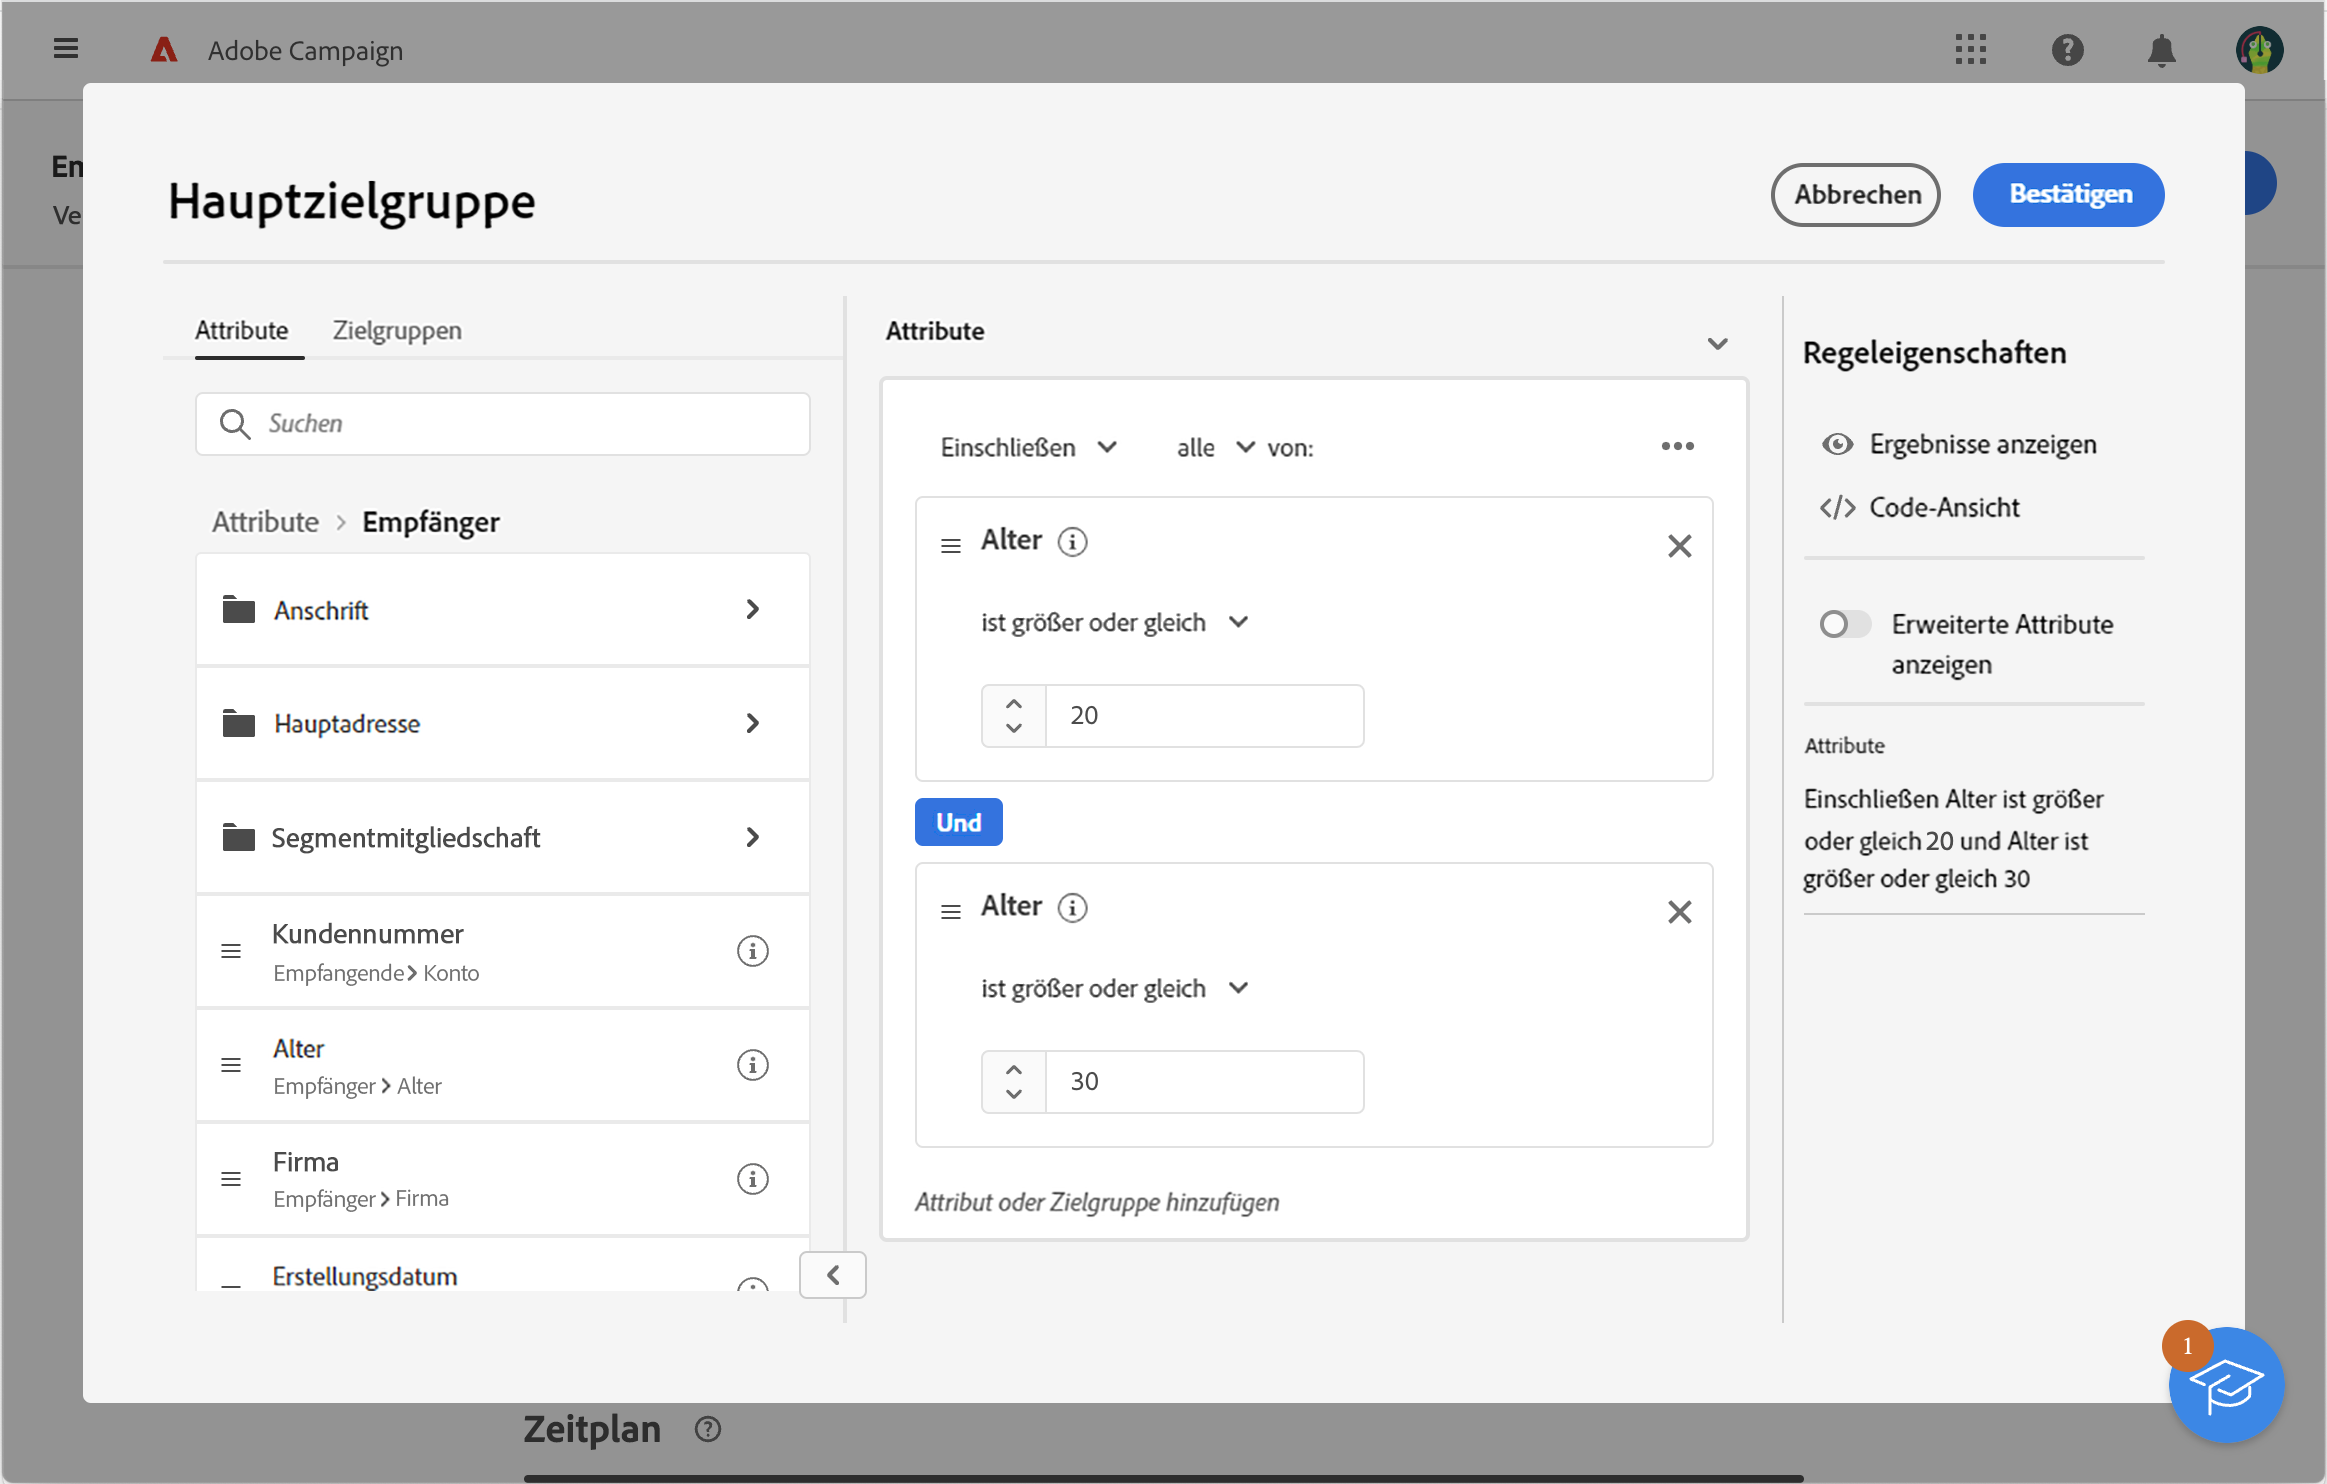 Adobe Campaign
Hauptzielgruppe
Abbrechen
Bestätigen
Attribute
Zielgruppen
Suchen
Attribute > Empfänger
Anschrift
Hauptadresse
Segmentmitgliedschaft
Kundennummer
Empfangende > Konto
Alter
Empfänger > Alter
Firma
Empfänger > Firma
Erstellungsdatum
Attribute
Einschließen
alle
von:
Alter
ist größer oder gleich
20
Und
Alter
ist größer oder gleich
30
Attribut oder Zielgruppe hinzufügen
Regeleigenschaften
Ergebnisse anzeigen
</> Code-Ansicht
Erweiterte Attribute
anzeigen
Attribute
Einschließen Alter ist größer
oder gleich 20 und Alter ist
größer oder gleich 30
1
Zeitplan